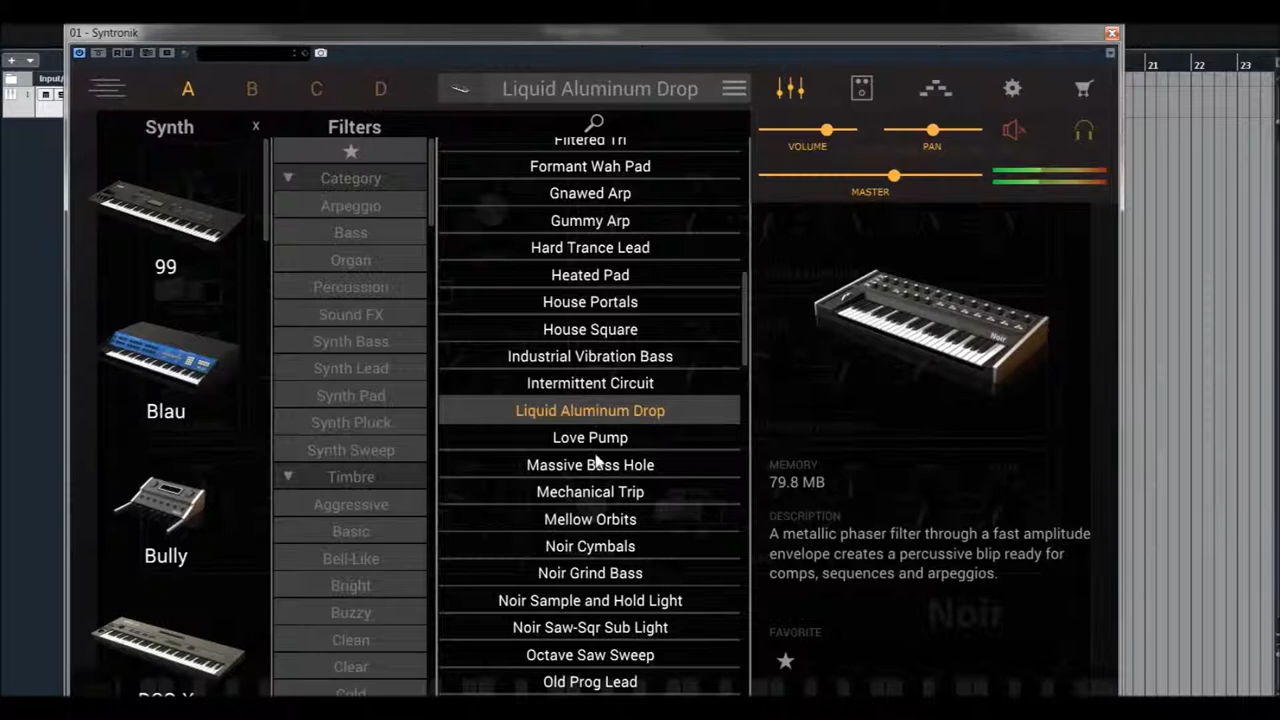 01 - Syntronik
Input/
M S
21 22 23
A B C D
Liquid Aluminum Drop
Synth x
99
Blau
Bully
Filters
Category
Arpeggio
Bass
Organ
Percussion
Sound FX
Synth Bass
Synth Lead
Synth Pad
Synth Pluck
Synth Sweep
Timbre
Aggressive
Basic
Bell-Like
Bright
Buzzy
Clean
Clear
Cold
Filtered Tri
Formant Wah Pad
Gnawed Arp
Gummy Arp
Hard Trance Lead
Heated Pad
House Portals
House Square
Industrial Vibration Bass
Intermittent Circuit
Liquid Aluminum Drop
Love Pump
Massive Bass Hole
Mechanical Trip
Mellow Orbits
Noir Cymbals
Noir Grind Bass
Noir Sample and Hold Light
Noir Saw-Sqr Sub Light
Octave Saw Sweep
Old Prog Lead
VOLUME
PAN
MASTER
Noir
MEMORY
79.8 MB
DESCRIPTION
A metallic phaser filter through a fast amplitude
envelope creates a percussive blip ready for
comps, sequences and arpeggios.
Noir
FAVORITE